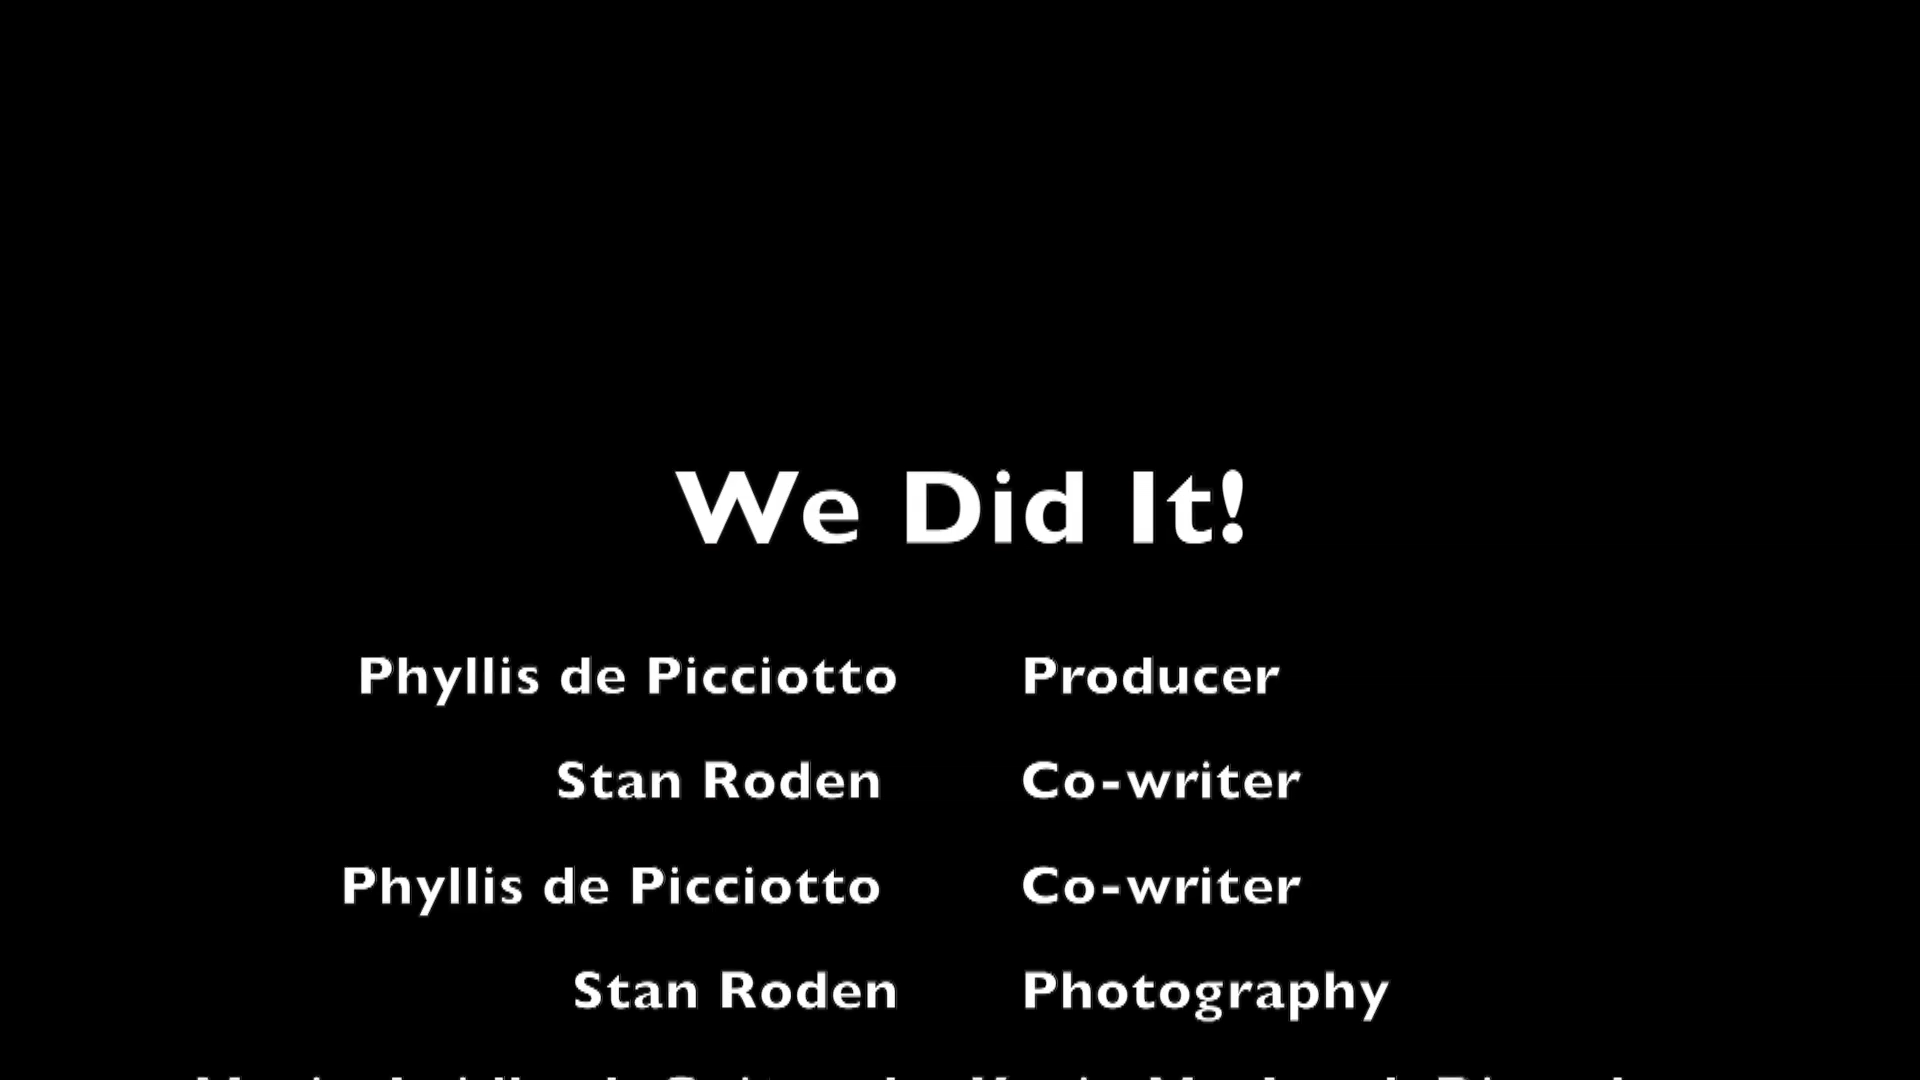 We Did It!
Phyllis de Picciotto Producer
Stan Roden Co-writer
Phyllis de Picciotto Co-writer
Stan Roden Photography